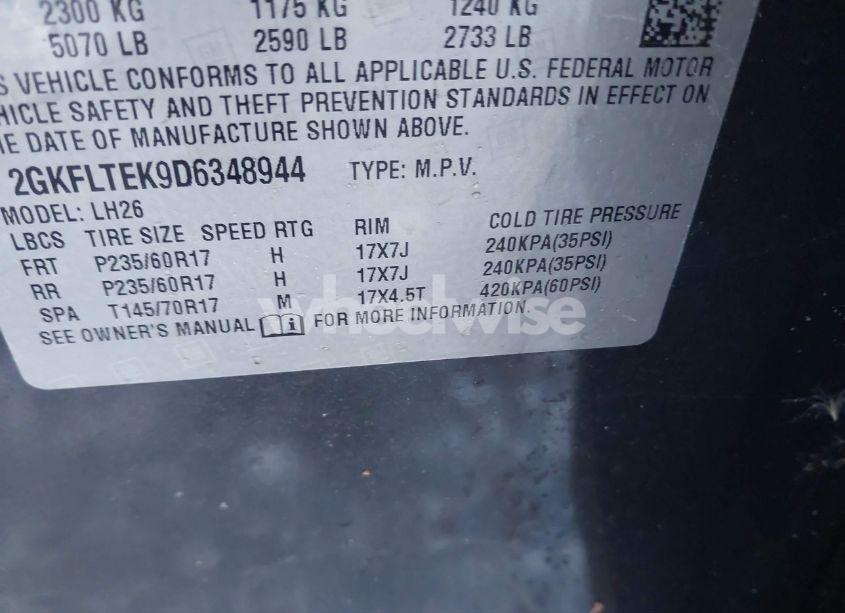 2300 KG 1175 KG 1240 KG
5070 LB 2590 LB 2733 LB
S VEHICLE CONFORMS TO ALL APPLICABLE U.S. FEDERAL MOTOR
HICLE SAFETY AND THEFT PREVENTION STANDARDS IN EFFECT ON
HE DATE OF MANUFACTURE SHOWN ABOVE.
2GKFLTEK9D6348944 TYPE: M.P.V.
MODEL: LH26
LBCS TIRE SIZE SPEED RTG RIM COLD TIRE PRESSURE
FRT P235/60R17 H 17X7J 240KPA(35PSI)
RR P235/60R17 H 17X7J 240KPA(35PSI)
SPA T145/70R17 M 17X4.5T 420KPA(60PSI)
SEE OWNER'S MANUAL i FOR MORE INFORMATION.
wheelwise